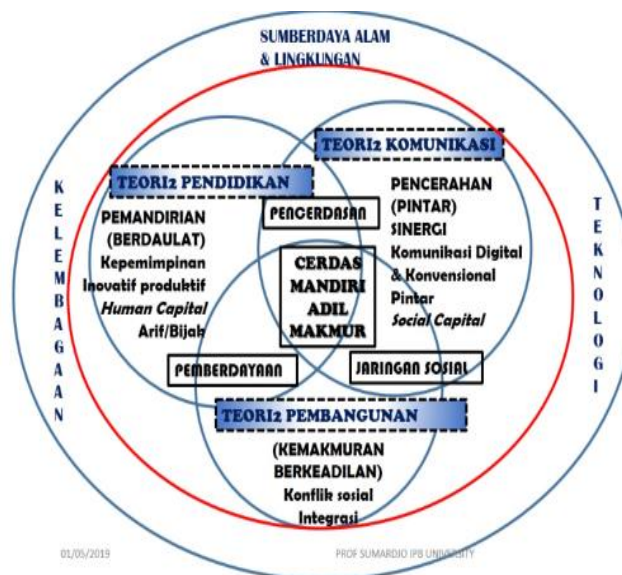 SUMBERDAYA ALAM
& LINGKUNGAN
KELEMBAGAAN
TEKNOLOGI
TEORI2 KOMUNIKASI
TEORI2 PENDIDIKAN
PENCERDASAN
PENCERAHAN
(PINTAR)
SINERGI
Komunikasi Digital
& Konvensional
Pintar
Social Capital
PEMANDIRIAN
(BERDAULAT)
Kepemimpinan
Inovatif produktif
Human Capital
Arif/Bijak
CERDAS
MANDIRI
ADIL
MAKMUR
PEMBERDAYAAN
JARINGAN SOSIAL
TEORI2 PEMBANGUNAN
(KEMAKMURAN
BERKEADILAN)
Konflik sosial
Integrasi
01/05/2019
PROF SUMARDJO IPB UNIVERSITY